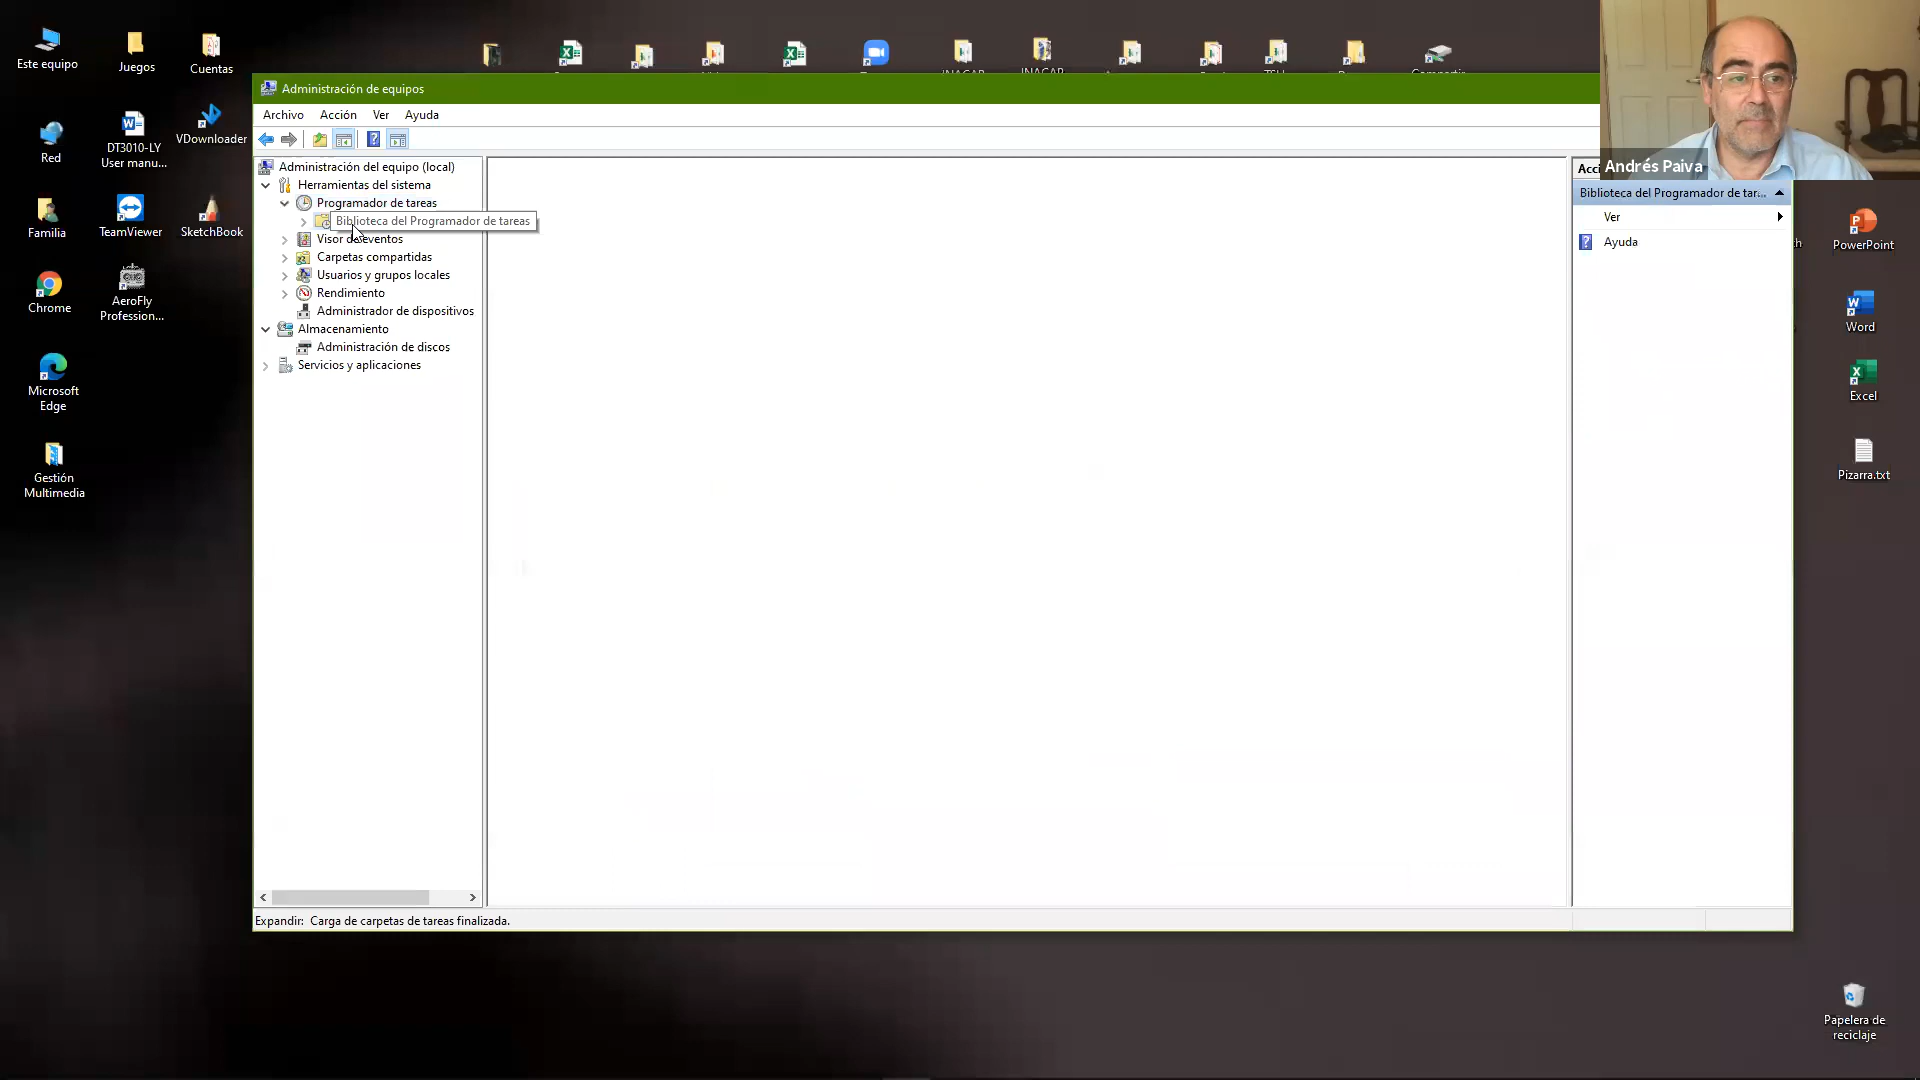 Este equipo
Juegos
Cuentas
Red
DT3010-LY
User manu...
VDownloader
Familia
TeamViewer
SketchBook
Chrome
AeroFly
Profession...
Microsoft
Edge
Gestión
Multimedia
Administración de equipos
Archivo
Acción
Ver
Ayuda
Administración del equipo (local)
Herramientas del sistema
Programador de tareas
Biblioteca del Programador de tareas
Visor de eventos
Carpetas compartidas
Usuarios y grupos locales
Rendimiento
Administrador de dispositivos
Almacenamiento
Administración de discos
Servicios y aplicaciones
Expandir: Carga de carpetas de tareas finalizada.
Andrés Paiva
Biblioteca del Programador de tar...
Ver
Ayuda
PowerPoint
Word
Excel
Pizarra.txt
Papelera de
reciclaje